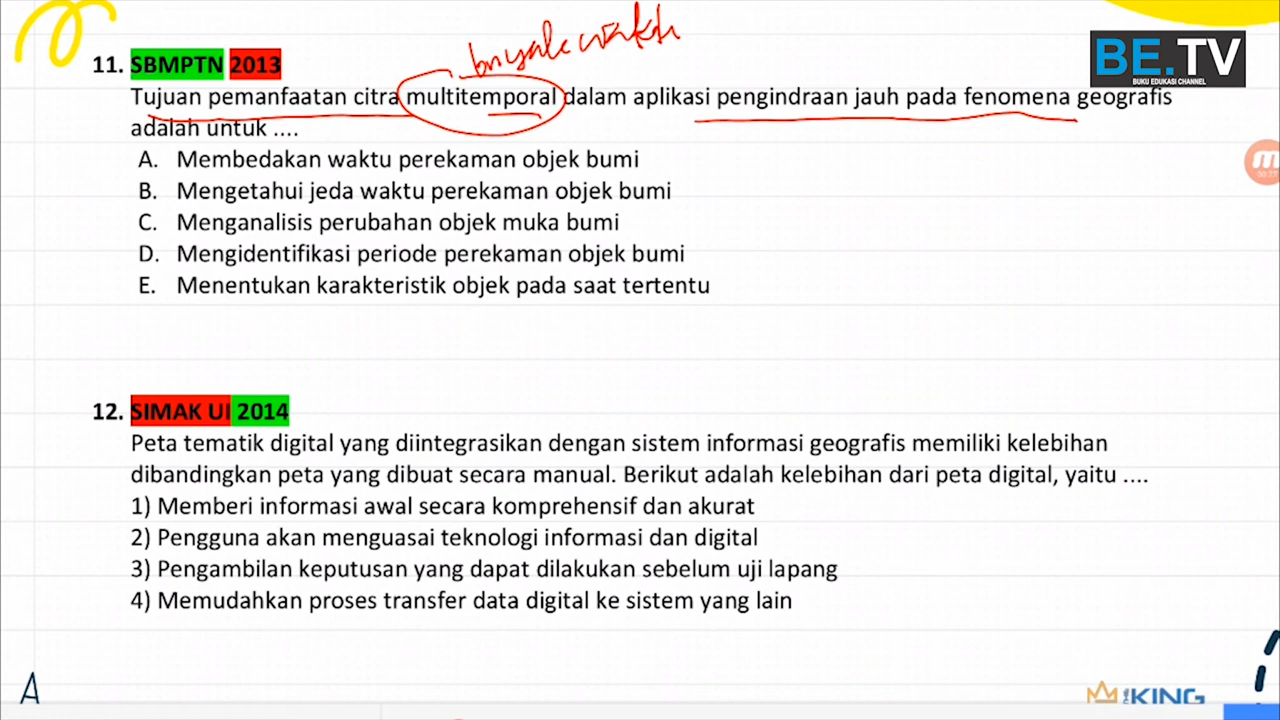 banyak waktu
BE.TV
BUKU EDUKASI CHANNEL
11. SBMPTN 2013
Tujuan pemanfaatan citra multitemporal dalam aplikasi pengindraan jauh pada fenomena geografis
adalah untuk ....
A. Membedakan waktu perekaman objek bumi
B. Mengetahui jeda waktu perekaman objek bumi
C. Menganalisis perubahan objek muka bumi
D. Mengidentifikasi periode perekaman objek bumi
E. Menentukan karakteristik objek pada saat tertentu
00:27
12. SIMAK UI 2014
Peta tematik digital yang diintegrasikan dengan sistem informasi geografis memiliki kelebihan
dibandingkan peta yang dibuat secara manual. Berikut adalah kelebihan dari peta digital, yaitu ....
1) Memberi informasi awal secara komprehensif dan akurat
2) Pengguna akan menguasai teknologi informasi dan digital
3) Pengambilan keputusan yang dapat dilakukan sebelum uji lapang
4) Memudahkan proses transfer data digital ke sistem yang lain
A
THE KING